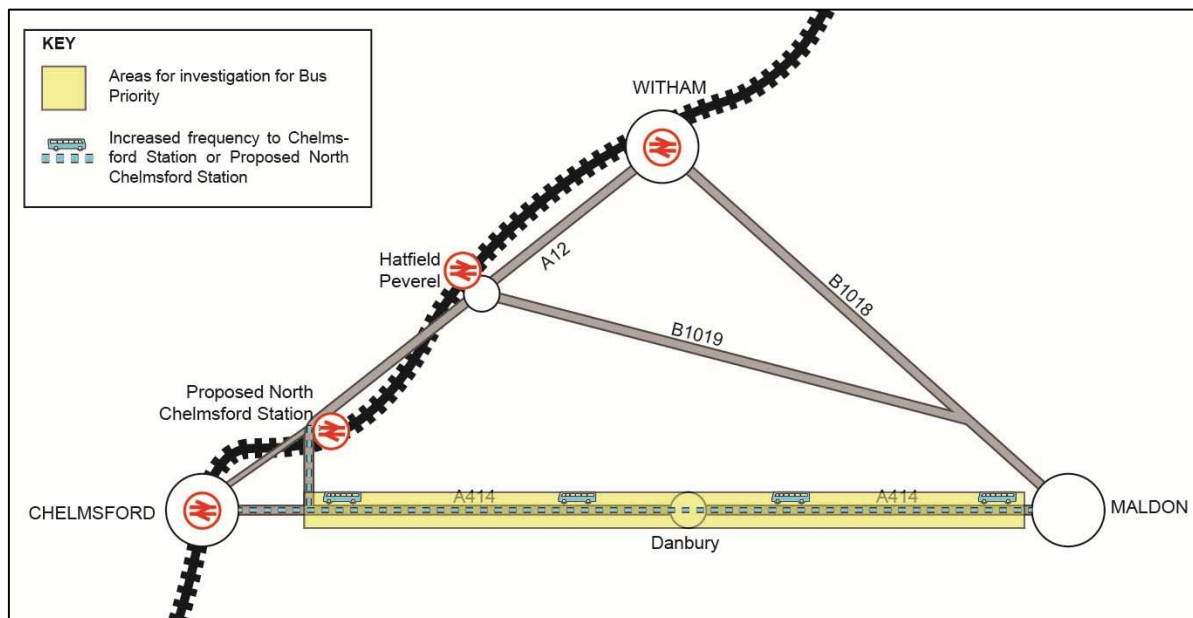 KEY
Areas for investigation for Bus
Priority
Increased frequency to Chelms-
ford Station or Proposed North
Chelmsford Station
WITHAM
A12
Hatfield
Peverel
B1018
B1019
Proposed North
Chelmsford Station
A414
A414
CHELMSFORD
MALDON
Danbury